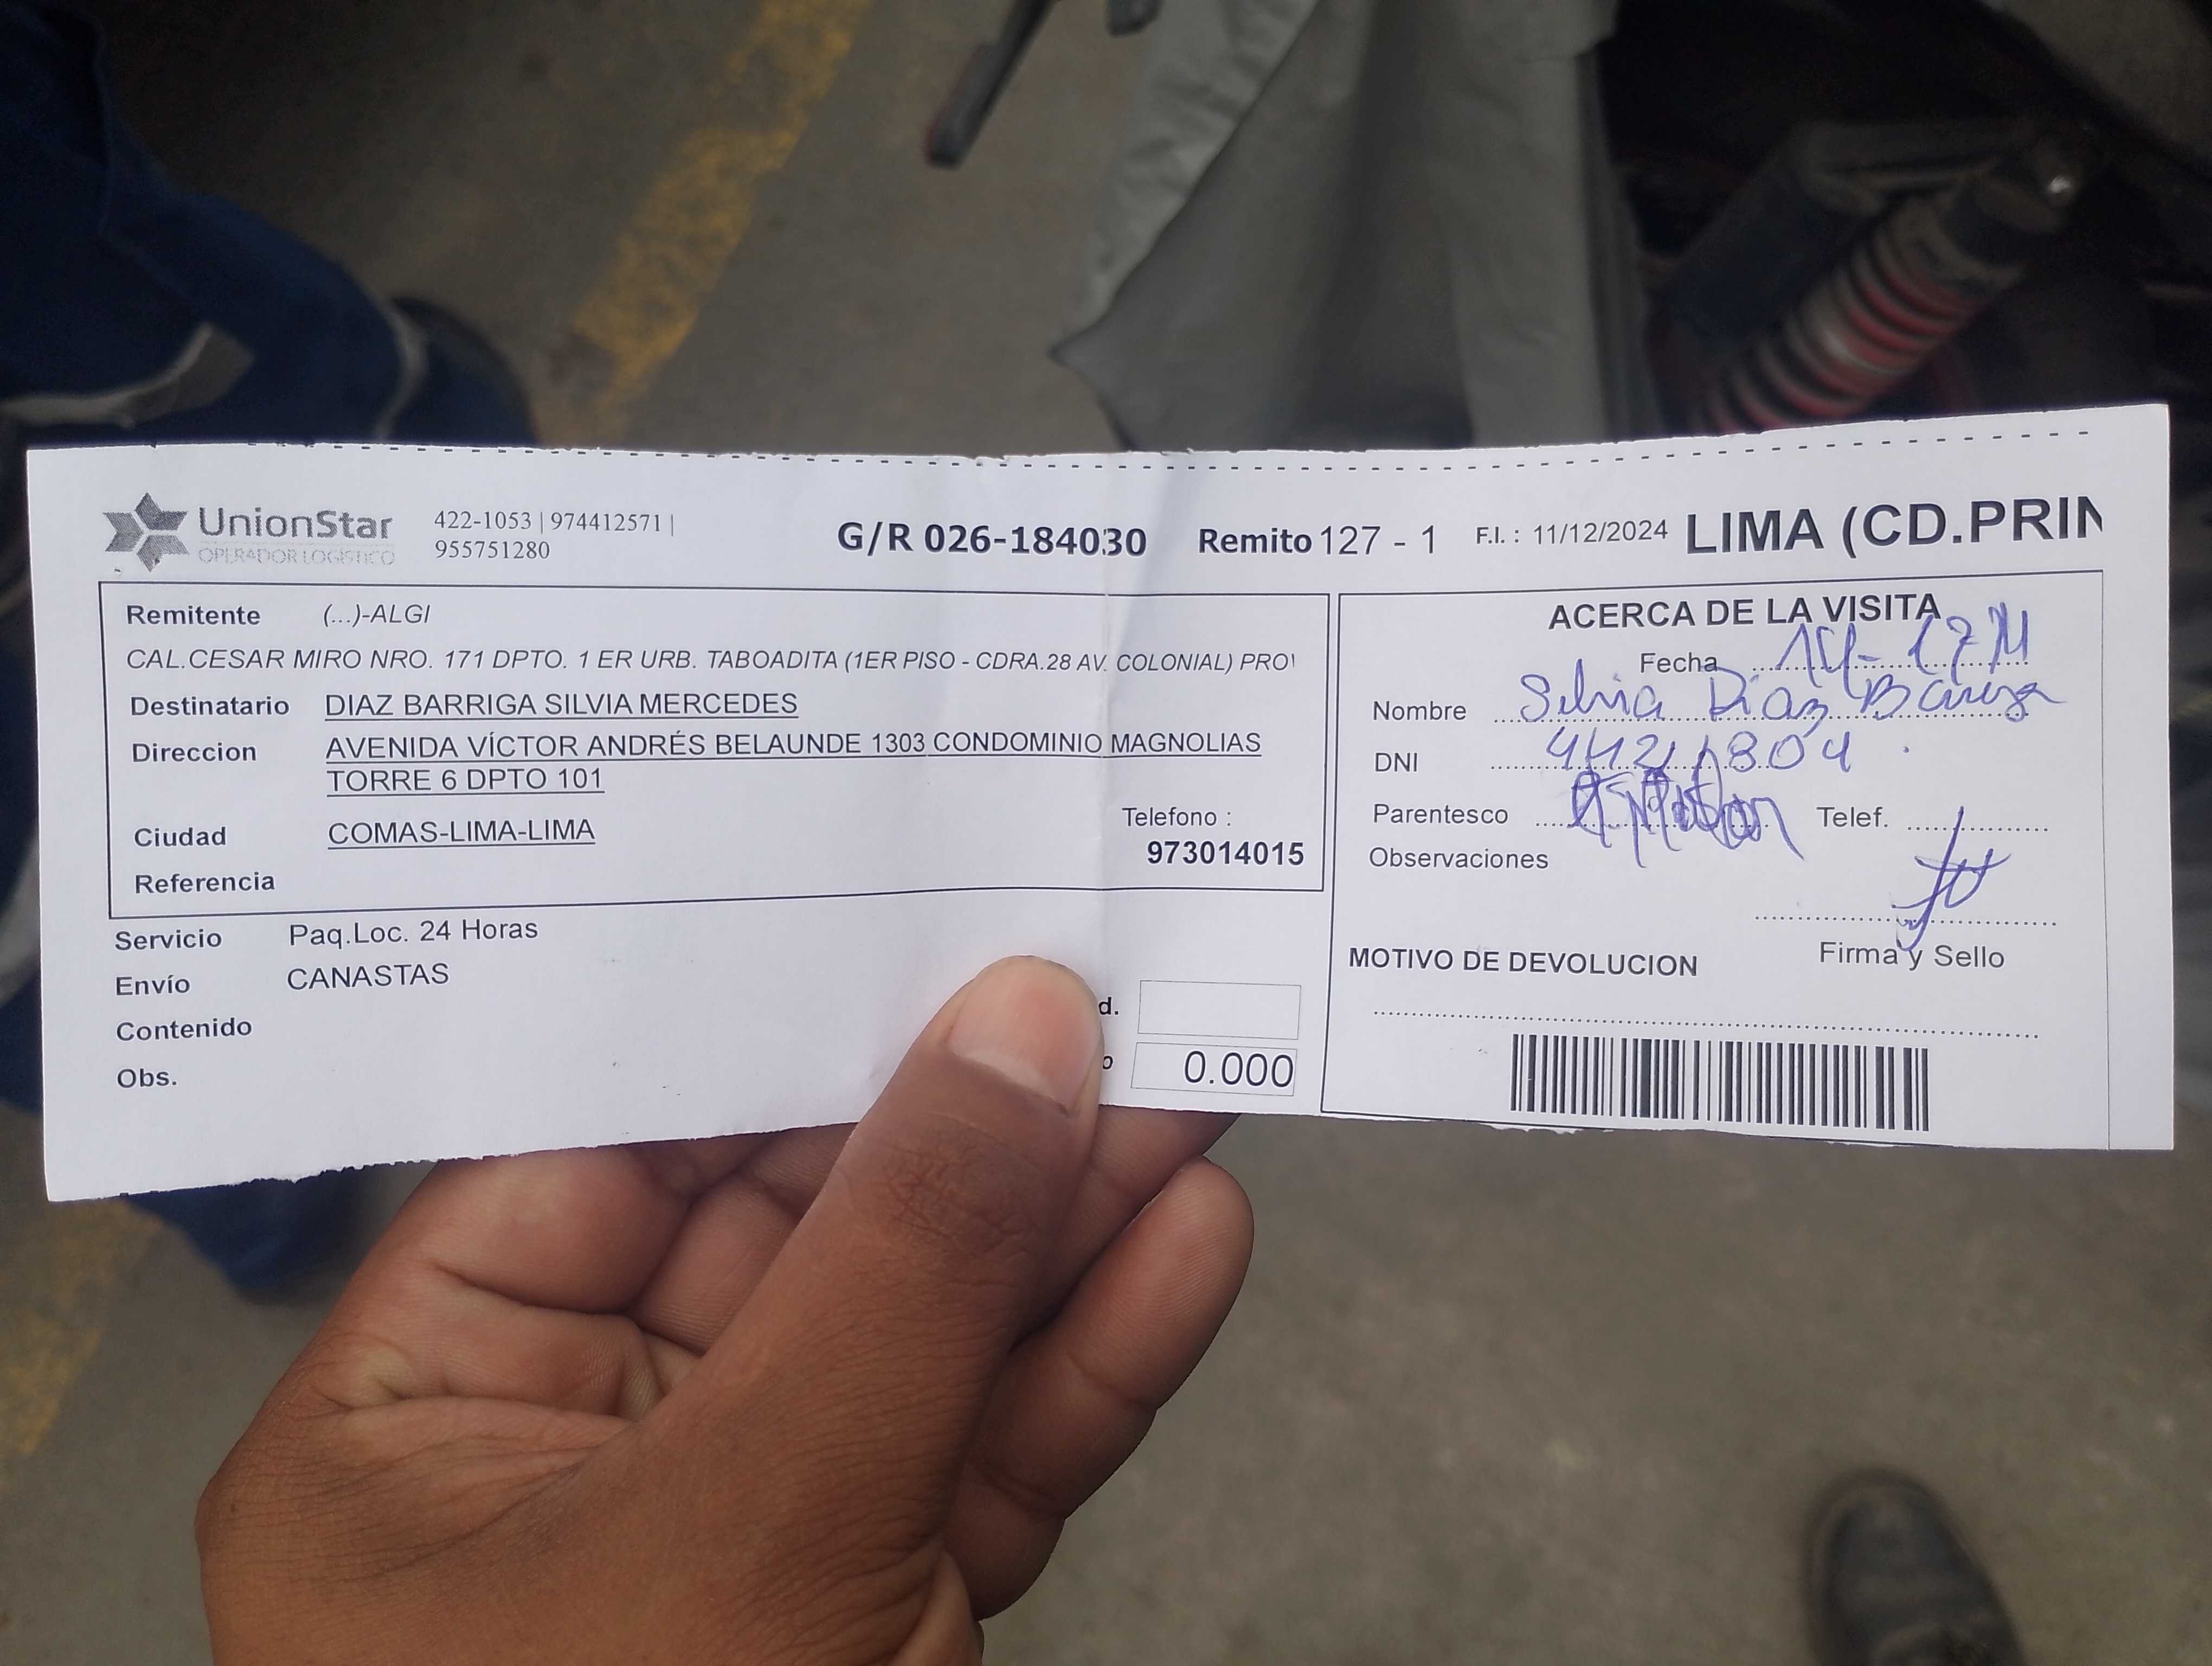 UnionStar
OPERADOR LOGÍSTICO
422-1053 | 974412571 |
955751280
G/R 026-184030 Remito 127 - 1 F.I. : 11/12/2024 LIMA (CD.PRIN
Remitente (...)-ALGI
CAL.CESAR MIRO NRO. 171 DPTO. 1 ER URB. TABOADITA (1ER PISO - CDRA.28 AV. COLONIAL) PRO
Destinatario DIAZ BARRIGA SILVIA MERCEDES
Direccion AVENIDA VÍCTOR ANDRÉS BELAUNDE 1303 CONDOMINIO MAGNOLIAS
TORRE 6 DPTO 101
Ciudad COMAS-LIMA-LIMA
Telefono :
973014015
Referencia
Servicio Paq.Loc. 24 Horas
Envío CANASTAS
Contenido
Obs.
d.
o 0.000
ACERCA DE LA VISITA
Fecha
Nombre Silvia Diaz Barriga
DNI
Parentesco Telef.
Observaciones
Firma y Sello
MOTIVO DE DEVOLUCION